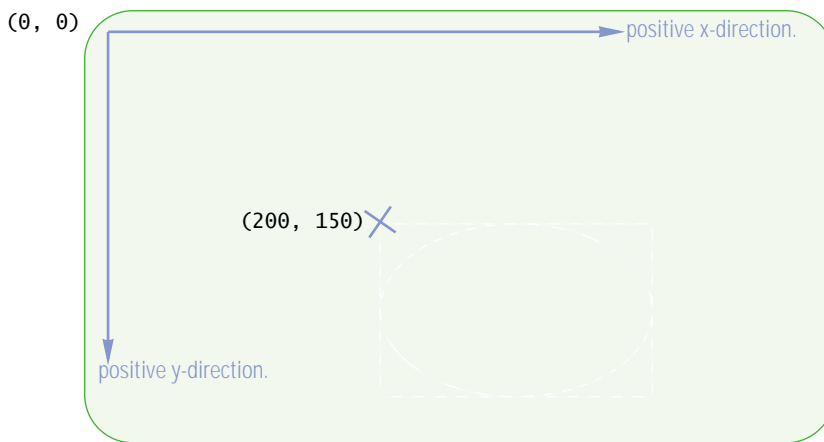 (0, 0)
positive x-direction.
(200, 150)
positive y-direction.